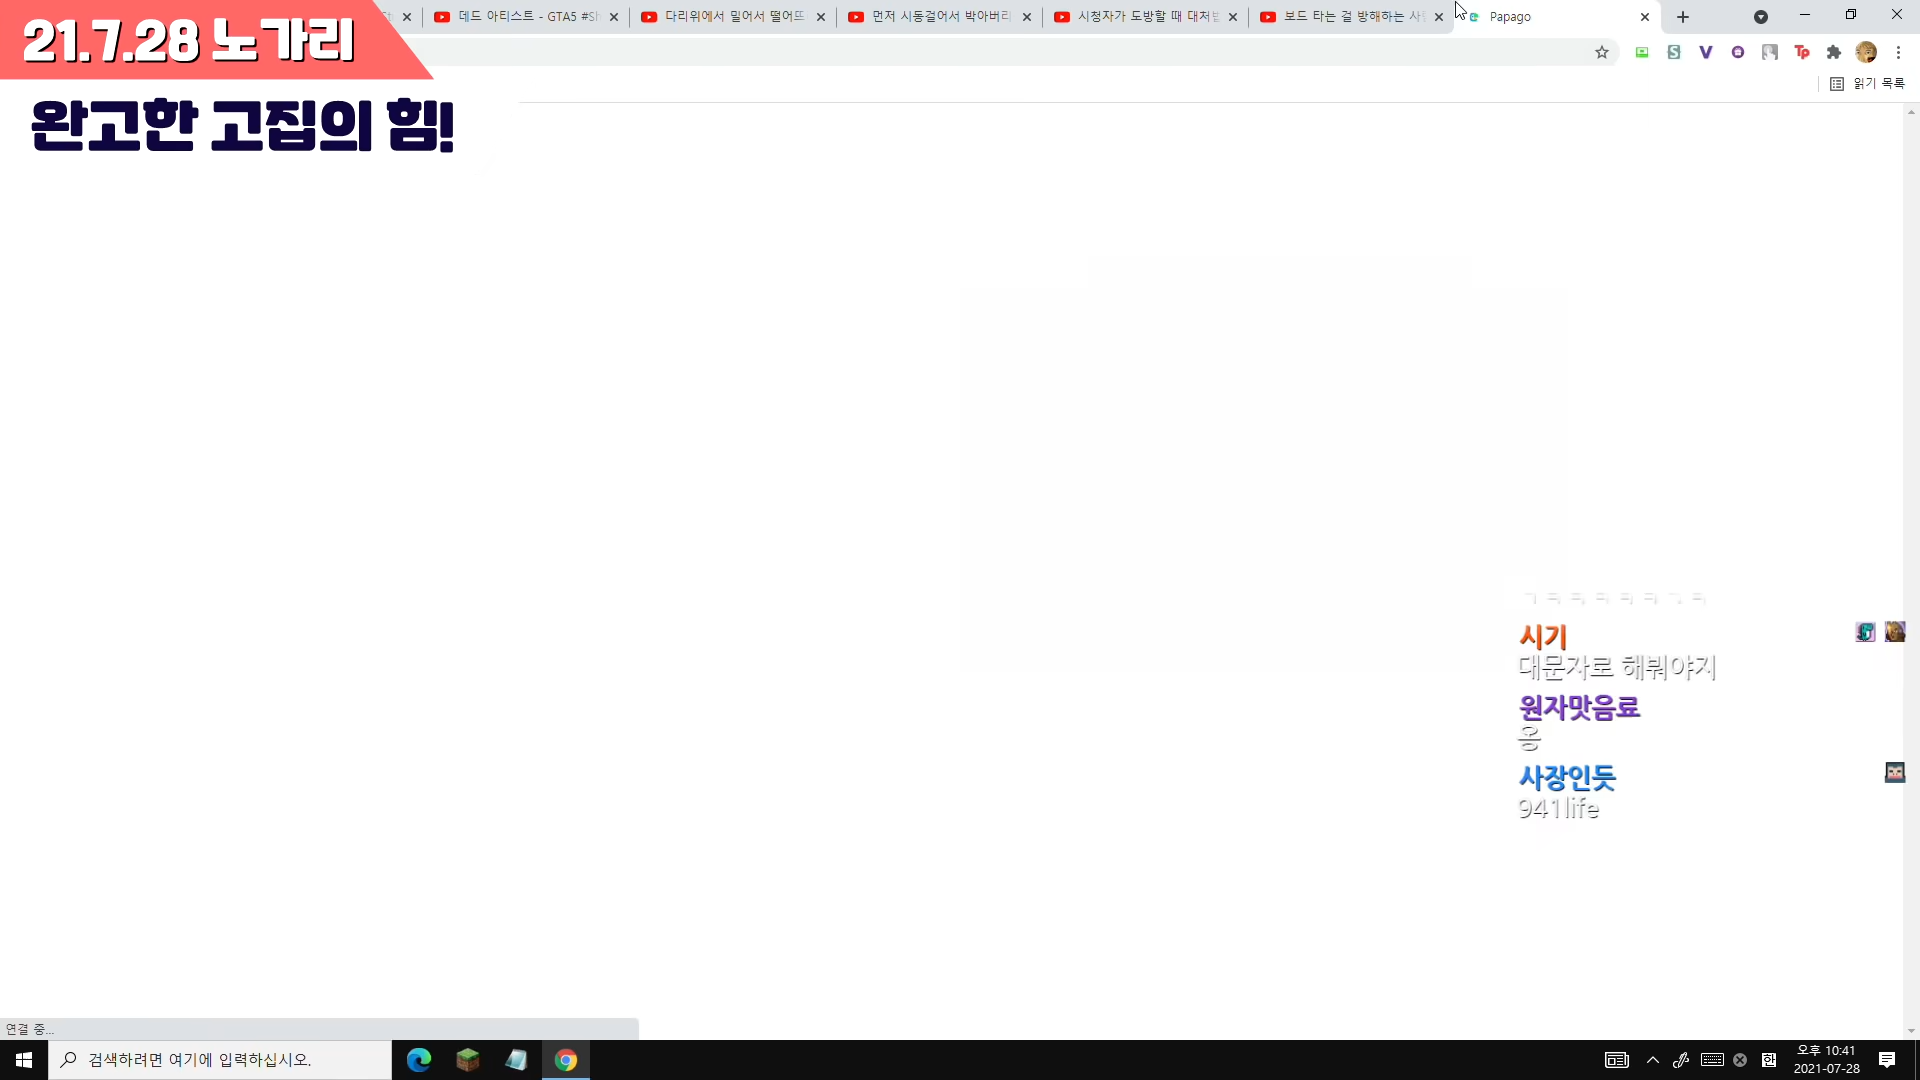 21.7.28 노가리
완고한 고집의 힘!
데드 아티스트 - GTA5 #Sh
다리위에서 밀어서 떨어뜨
먼저 시동걸어서 박아버리
시청자가 도방할 때 대처법
보드 타는 걸 방해하는 사
Papago
읽기 목록
시기
대문자로 해봐야지
원자맛음료
옹
사장인듯
941life
연결 중...
검색하려면 여기에 입력하십시오.
한
오후 10:41
2021-07-28